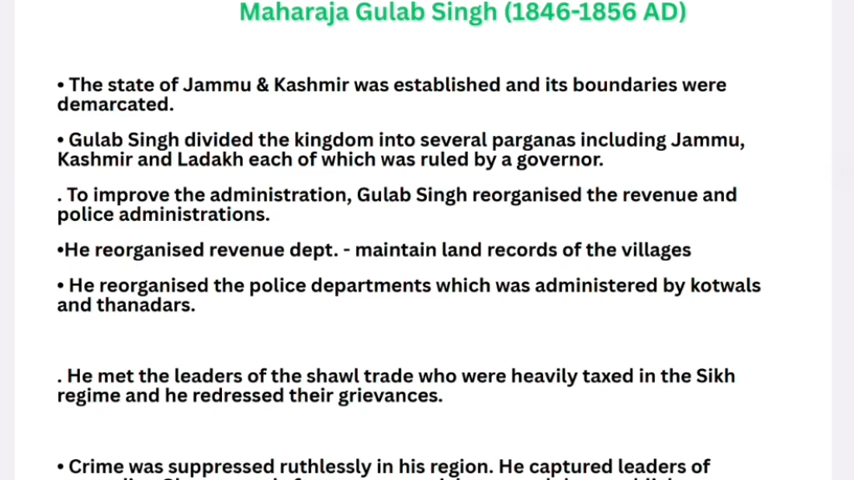 Maharaja Gulab Singh (1846-1856 AD)
• The state of Jammu & Kashmir was established and its boundaries were
demarcated.
• Gulab Singh divided the kingdom into several parganas including Jammu,
Kashmir and Ladakh each of which was ruled by a governor.
. To improve the administration, Gulab Singh reorganised the revenue and
police administrations.
•He reorganised revenue dept. - maintain land records of the villages
• He reorganised the police departments which was administered by kotwals
and thanadars.
. He met the leaders of the shawl trade who were heavily taxed in the Sikh
regime and he redressed their grievances.
• Crime was suppressed ruthlessly in his region. He captured leaders of